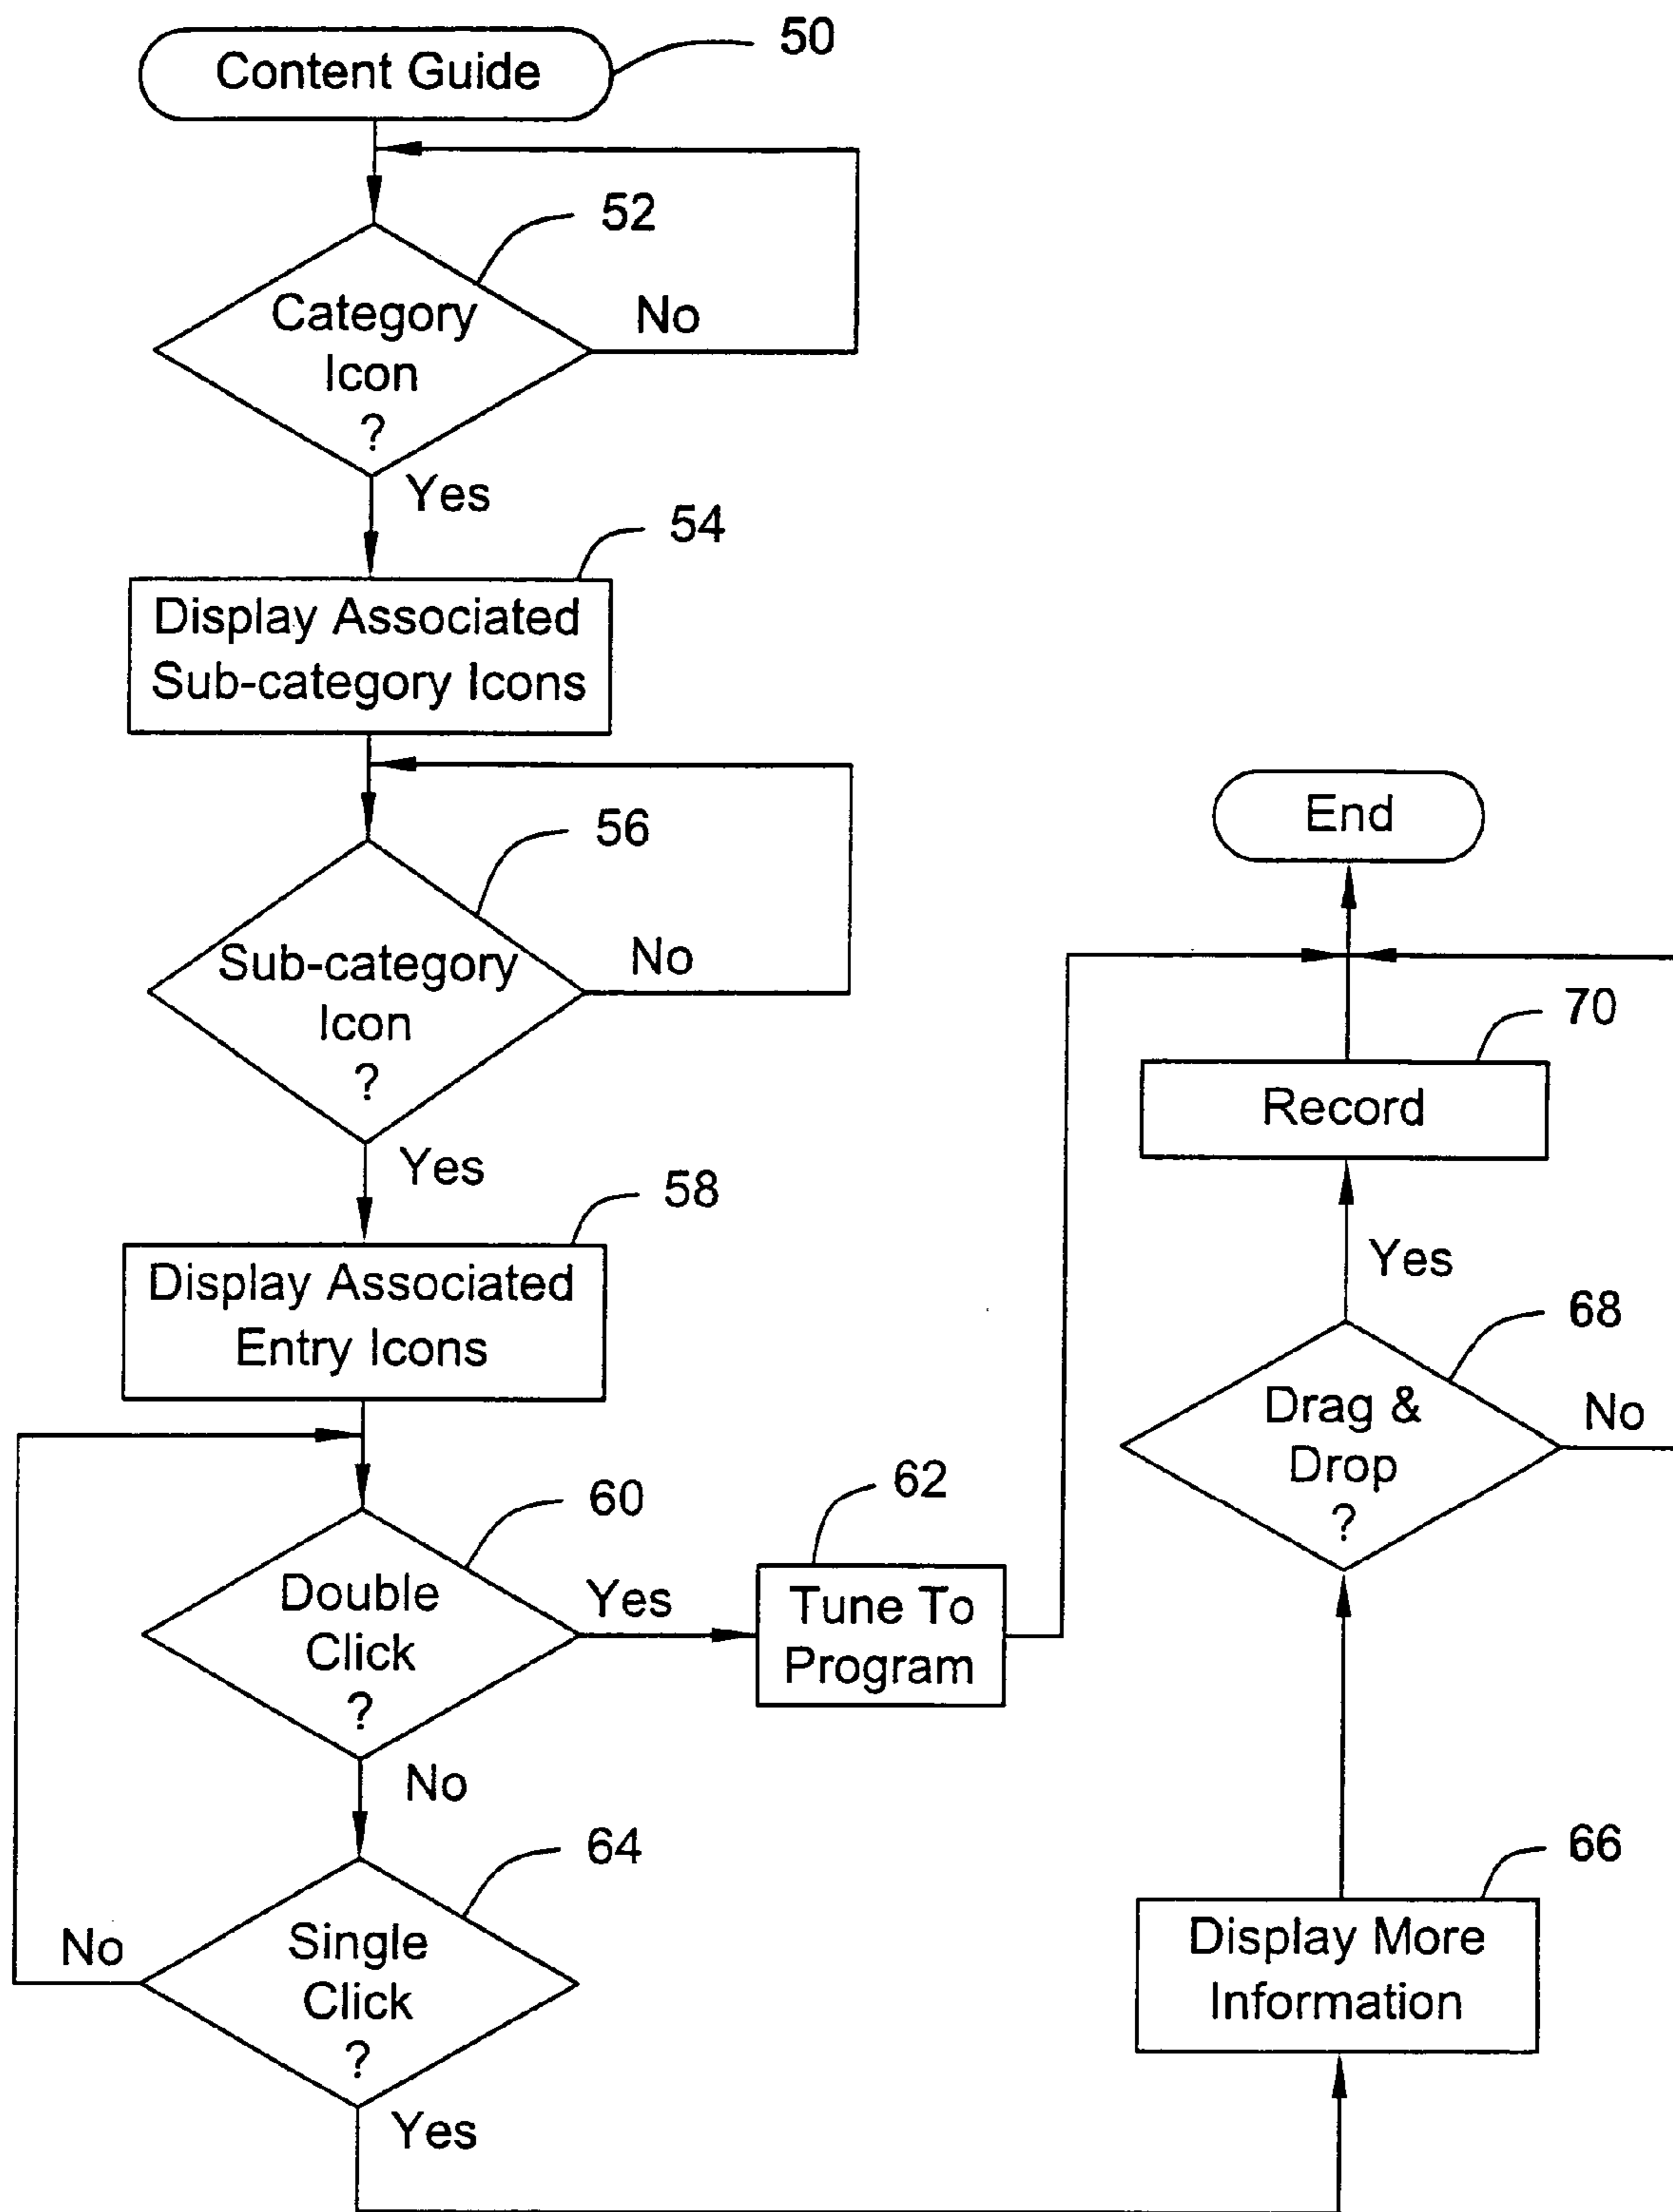 Content Guide
50
52
Category
Icon
?
No
Yes
54
Display Associated
Sub-category Icons
56
Sub-category
Icon
?
No
Yes
58
Display Associated
Entry Icons
60
Double
Click
?
Yes
62
Tune To
Program
No
64
Single
Click
?
No
Yes
End
70
Record
Yes
68
Drag &
Drop
?
No
66
Display More
Information